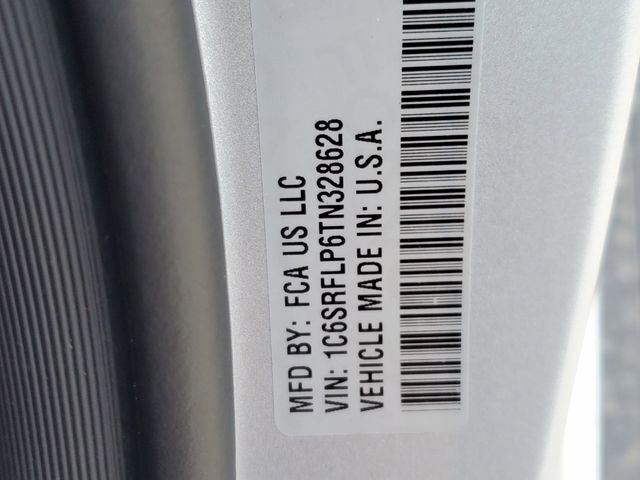 MFD BY: FCA US LLC
VIN: 1C6SRFLP6TN328628
VEHICLE MADE IN: U.S.A.